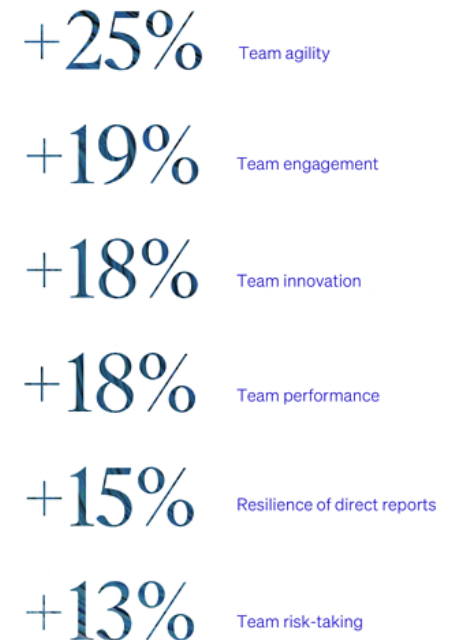 +25% Team agility
+19% Team engagement
+18% Team innovation
+18% Team performance
+15% Resilience of direct reports
+13% Team risk-taking